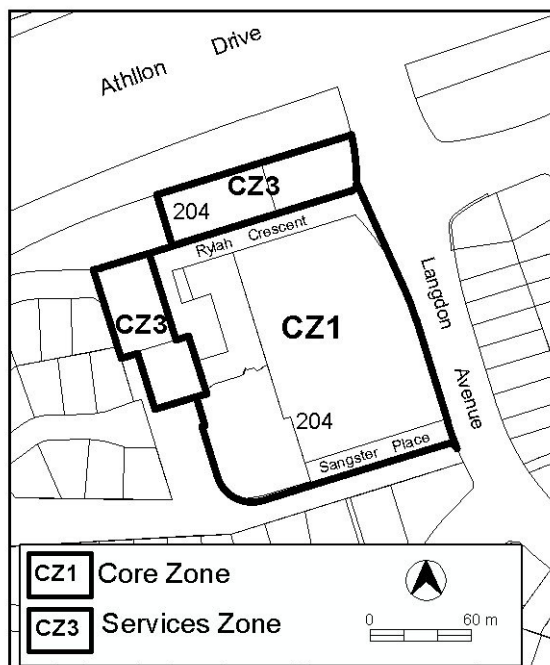 Athllon Drive
CZ3
204
Rylah Crescent
CZ3
CZ1
Langdon Avenue
204
Sangster Place
CZ1 Core Zone
CZ3 Services Zone
0 60 m